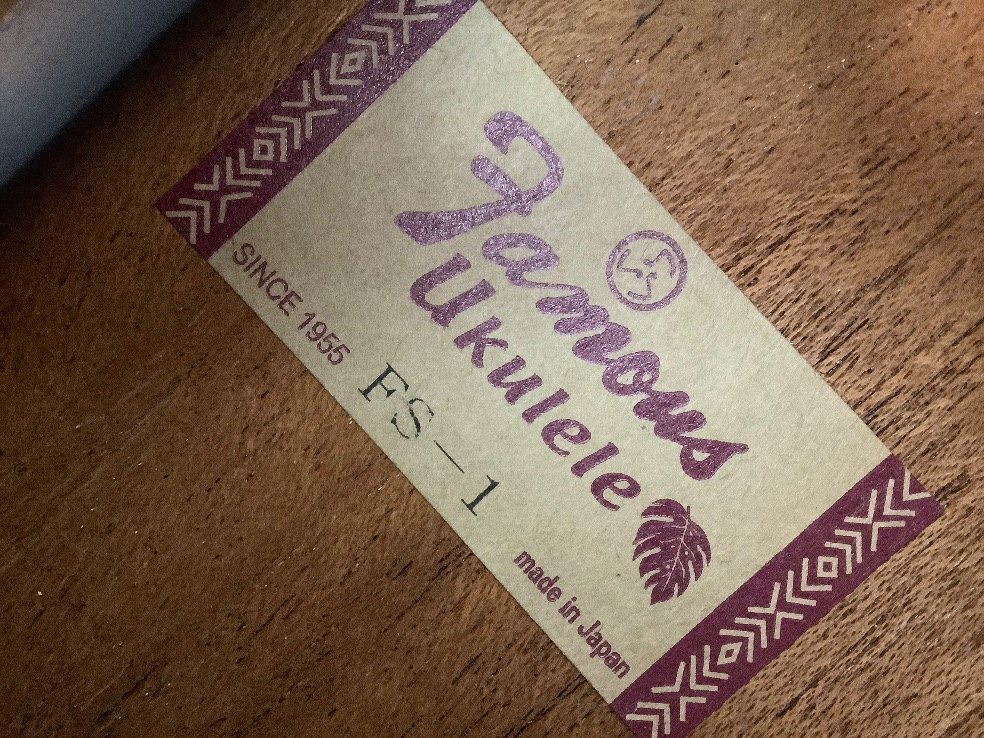 Famous
Ukulele
SINCE 1955
FS-1
made in Japan